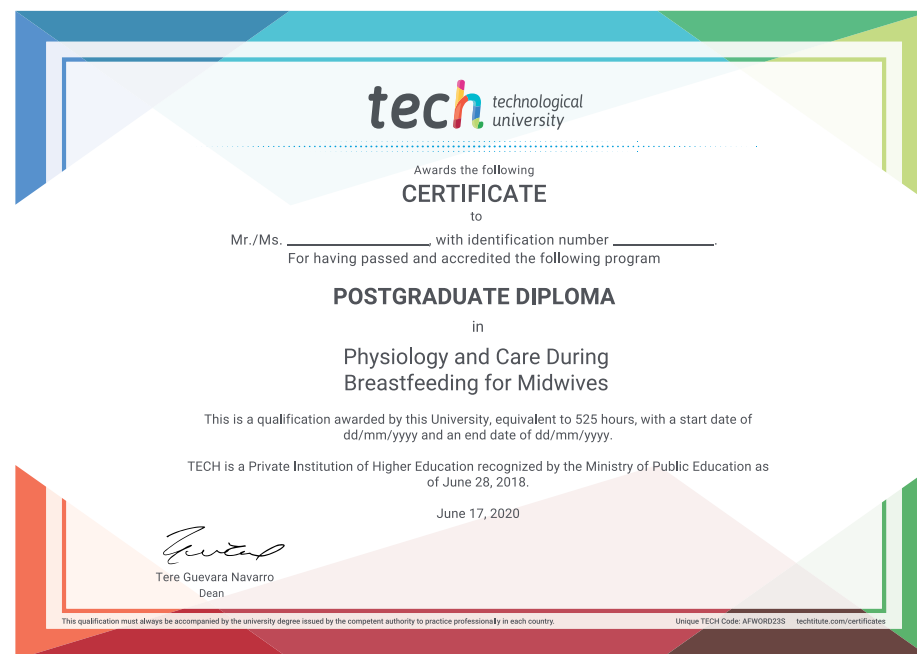 tech technological
university
Awards the following
CERTIFICATE
to
Mr./Ms. ____________, with identification number ____________.
For having passed and accredited the following program
POSTGRADUATE DIPLOMA
in
Physiology and Care During
Breastfeeding for Midwives
This is a qualification awarded by this University, equivalent to 525 hours, with a start date of
dd/mm/yyyy and an end date of dd/mm/yyyy.
TECH is a Private Institution of Higher Education recognized by the Ministry of Public Education as
of June 28, 2018.
June 17, 2020
Tere Guevara Navarro
Dean
This qualification must always be accompanied by the university degree issued by the competent authority to practice professionally in each country.
Unique TECH Code: AFWORD23S techtitute.com/certificates